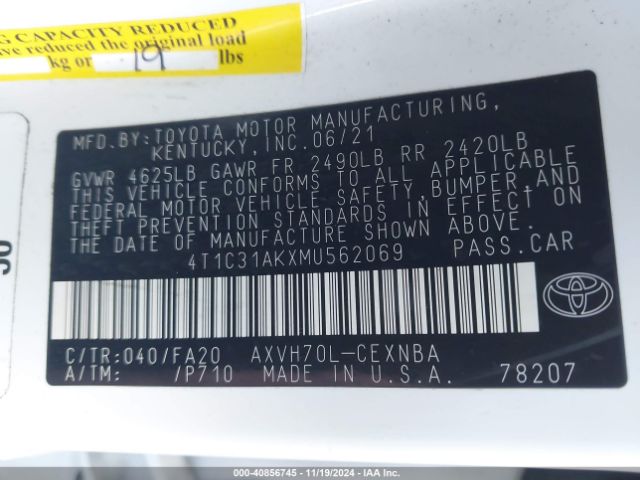 G CAPACITY REDUCED
ve reduced the original load
kg or 19 lbs
MFD.BY:TOYOTA MOTOR MANUFACTURING,
KENTUCKY,INC.06/21
GVWR 4625LB GAWR FR 2490LB RR 2420LB
THIS VEHICLE CONFORMS TO ALL APPLICABLE
FEDERAL MOTOR VEHICLE SAFETY,BUMPER,AND
THEFT PREVENTION STANDARDS IN EFFECT ON
THE DATE OF MANUFACTURE SHOWN ABOVE.
4T1C31AKXMU562069 PASS.CAR
C/TR:040/FA20 AXVH70L-CEXNBA
A/TM: /P710 MADE IN U.S.A. 78207
TOYOTA
© - 40856745 - 11/19/2024 - IAA Inc.